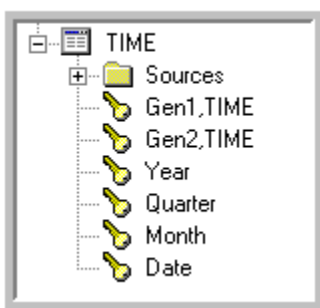 TIME
Sources
Gen1,TIME
Gen2,TIME
Year
Quarter
Month
Date